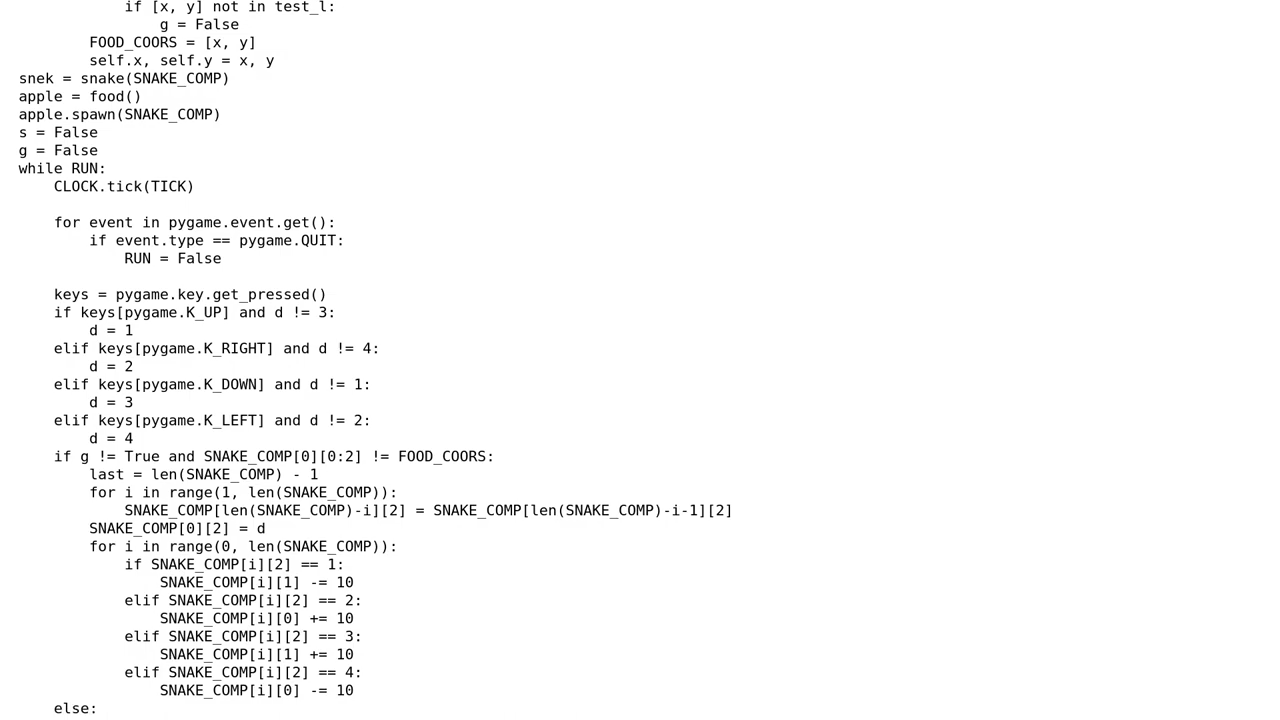 if [x, y] not in test_l:
                g = False
        FOOD_COORS = [x, y]
        self.x, self.y = x, y
snek = snake(SNAKE_COMP)
apple = food()
apple.spawn(SNAKE_COMP)
s = False
g = False
while RUN:
    CLOCK.tick(TICK)

    for event in pygame.event.get():
        if event.type == pygame.QUIT:
            RUN = False

    keys = pygame.key.get_pressed()
    if keys[pygame.K_UP] and d != 3:
        d = 1
    elif keys[pygame.K_RIGHT] and d != 4:
        d = 2
    elif keys[pygame.K_DOWN] and d != 1:
        d = 3
    elif keys[pygame.K_LEFT] and d != 2:
        d = 4
    if g != True and SNAKE_COMP[0][0:2] != FOOD_COORS:
        last = len(SNAKE_COMP) - 1
        for i in range(1, len(SNAKE_COMP)):
            SNAKE_COMP[len(SNAKE_COMP)-i][2] = SNAKE_COMP[len(SNAKE_COMP)-i-1][2]
        SNAKE_COMP[0][2] = d
        for i in range(0, len(SNAKE_COMP)):
            if SNAKE_COMP[i][2] == 1:
                SNAKE_COMP[i][1] -= 10
            elif SNAKE_COMP[i][2] == 2:
                SNAKE_COMP[i][0] += 10
            elif SNAKE_COMP[i][2] == 3:
                SNAKE_COMP[i][1] += 10
            elif SNAKE_COMP[i][2] == 4:
                SNAKE_COMP[i][0] -= 10
    else: